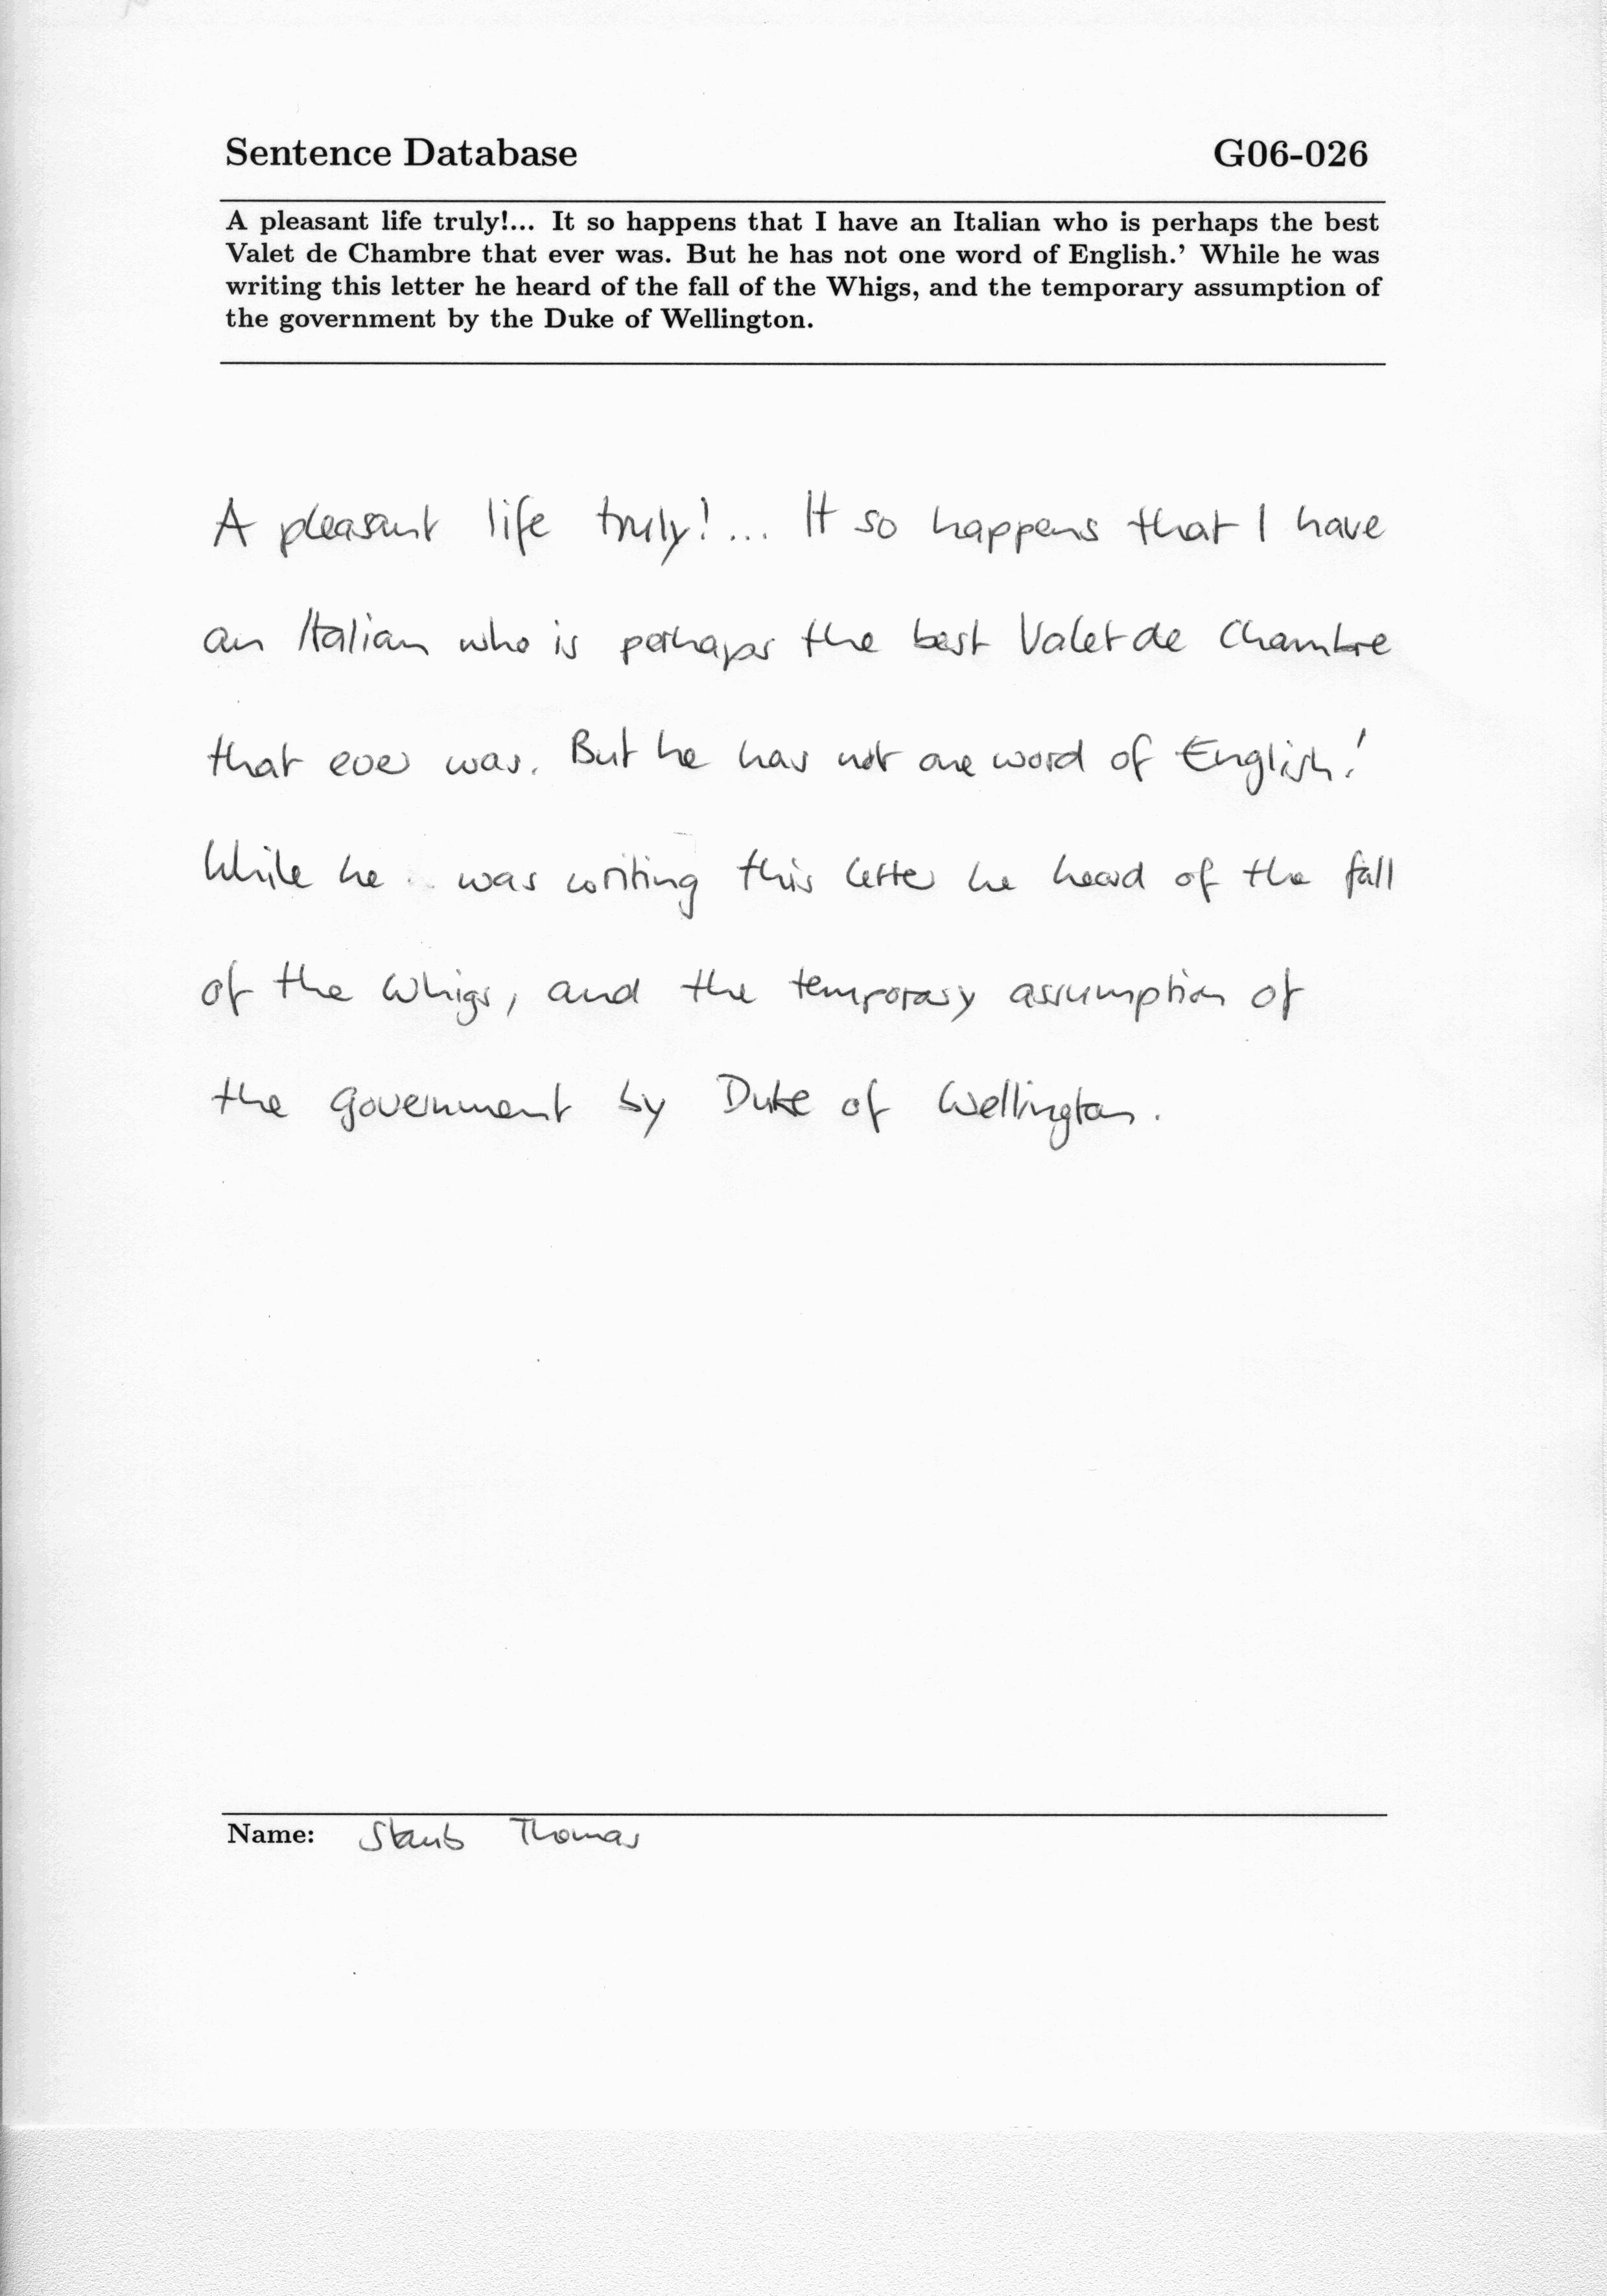 Sentence Database G06-026
A pleasant life truly!... It so happens that I have an Italian who is perhaps the best
Valet de Chambre that ever was. But he has not one word of English.' While he was
writing this letter he heard of the fall of the Whigs, and the temporary assumption of
the government by the Duke of Wellington.
A pleasant life truly!... It so happens that I have
an Italian who is perhaps the best Valet de Chambre
that ever was. But he has not one word of English.'
While he was writing this letter he heard of the fall
of the Whigs, and the temporary assumption of
the government by Duke of Wellington.
Name: Staub Thomas